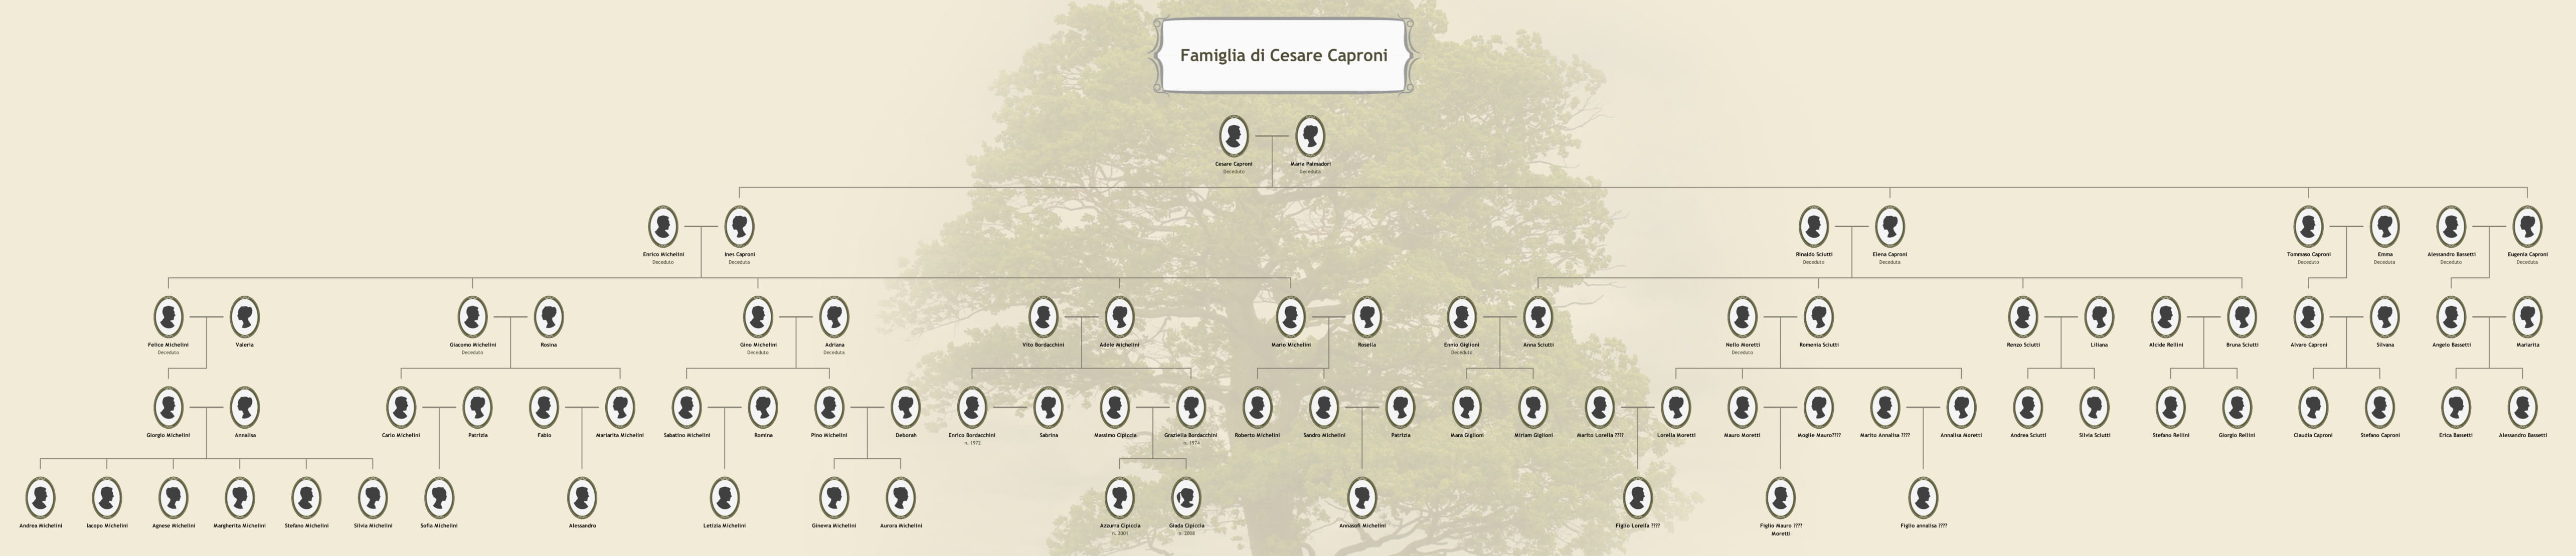 Famiglia di Cesare Caproni
Cesare Caproni
Deceduto
Maria Palmadori
Deceduta
Enrico Michelini
Deceduto
Ines Caproni
Deceduta
Rinaldo Sciutti
Deceduto
Elena Caproni
Deceduta
Tommaso Caproni
Deceduto
Emma
Deceduta
Alessandro Bassetti
Deceduto
Eugenia Caproni
Deceduta
Felice Michelini
Deceduto
Valeria
Giacomo Michelini
Deceduto
Rosina
Gino Michelini
Deceduto
Adriana
Deceduta
Vito Bordacchini
Adele Michelini
Mario Michelini
Rosella
Ennio Giglioni
Deceduto
Anna Sciutti
Nello Moretti
Deceduto
Romenia Sciutti
Renzo Sciutti
Liliana
Alcide Rellini
Bruna Sciutti
Alvaro Caproni
Silvana
Angelo Bassetti
Mariarita
Giorgio Michelini
Annalisa
Carlo Michelini
Patrizia
Fabio
Mariarita Michelini
Sabatino Michelini
Romina
Pino Michelini
Deborah
Enrico Bordacchini
n. 1972
Sabrina
Massimo Cipiccia
Graziella Bordacchini
n. 1974
Roberto Michelini
Sandro Michelini
Patrizia
Mara Giglioni
Miriam Giglioni
Marito Lorella ????
Lorella Moretti
Mauro Moretti
Moglie Mauro????
Marito Annalisa ????
Annalisa Moretti
Andrea Sciutti
Silvia Sciutti
Stefano Rellini
Giorgio Rellini
Claudia Caproni
Stefano Caproni
Erica Bassetti
Alessandro Bassetti
Andrea Michelini
Iacopo Michelini
Agnese Michelini
Margherita Michelini
Stefano Michelini
Silvia Michelini
Sofia Michelini
Alessandro
Letizia Michelini
Ginevra Michelini
Aurora Michelini
Azzurra Cipiccia
n. 2001
Giada Cipiccia
n. 2008
Annasofi Michelini
Figlio Lorella ????
Figlio Mauro ????
Moretti
Figlio annalisa ????